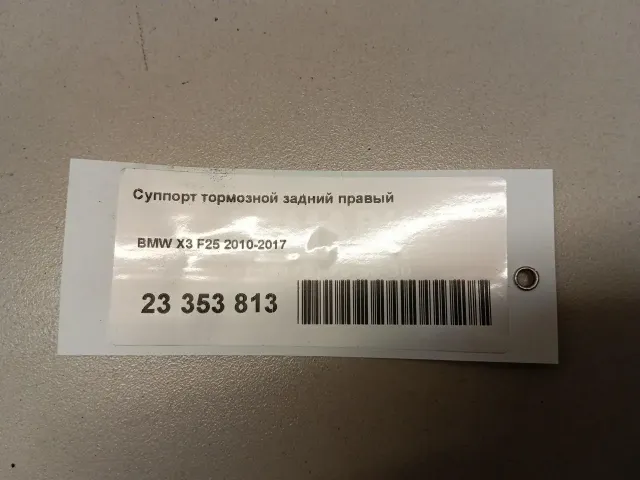 Суппорт тормозной задний правый
BMW X3 F25 2010-2017
23 353 813